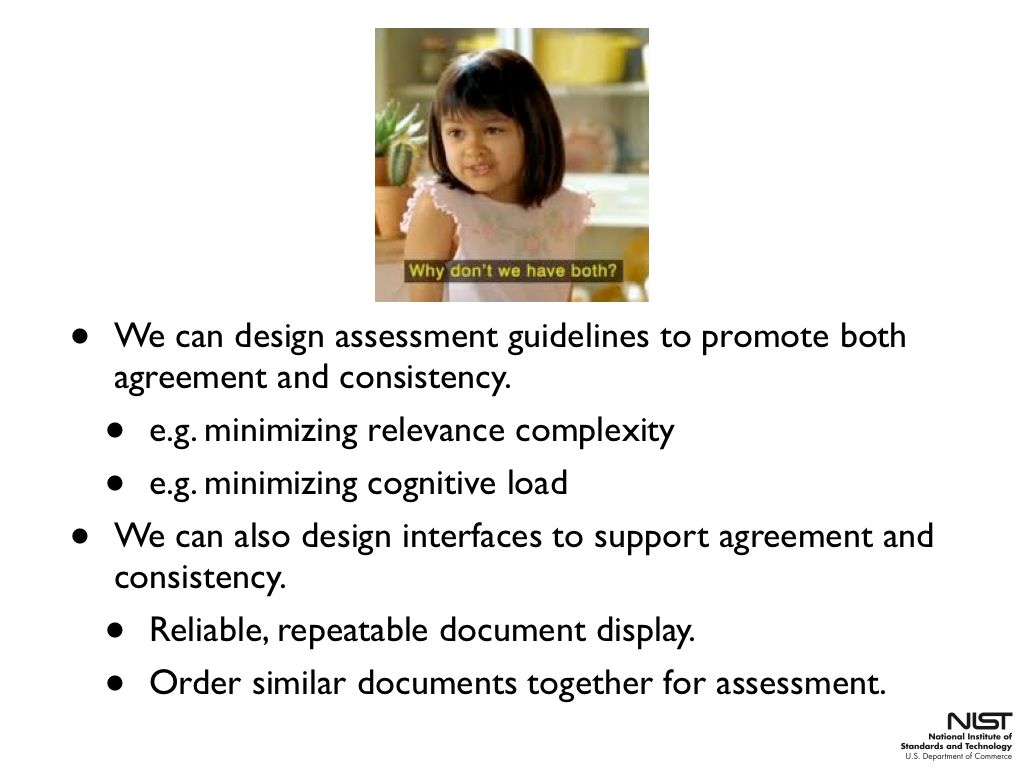 Why don't we have both?
• We can design assessment guidelines to promote both
agreement and consistency.
• e.g. minimizing relevance complexity
• e.g. minimizing cognitive load
• We can also design interfaces to support agreement and
consistency.
• Reliable, repeatable document display.
• Order similar documents together for assessment.
NIST
National Institute of
Standards and Technology
U.S. Department of Commerce